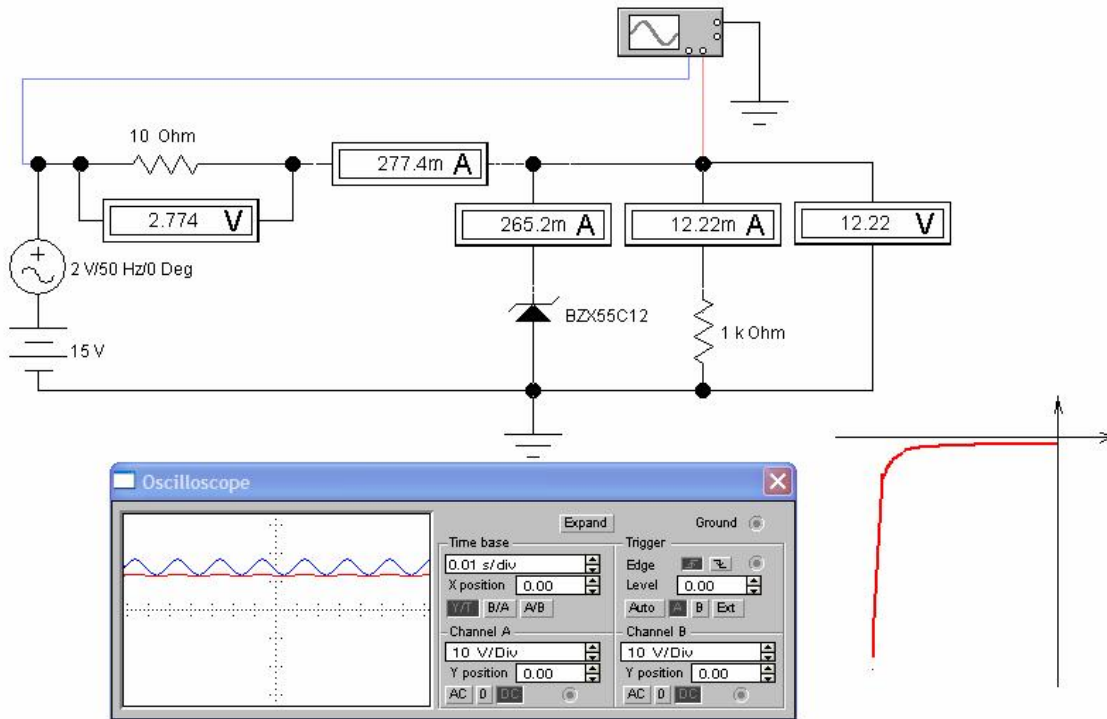 10 Ohm
277.4m A
2.774 V
265.2m A
12.22m A
12.22 V
2 V/50 Hz/0 Deg
BZX55C12
1 k Ohm
15 V
Oscilloscope
Expand
Ground
Time base
0.01 s/div
X position 0.00
Y/T B/A A/B
Trigger
Edge
Level 0.00
Auto A B Ext
Channel A
10 V/Div
Y position 0.00
AC 0 DC
Channel B
10 V/Div
Y position 0.00
AC 0 DC